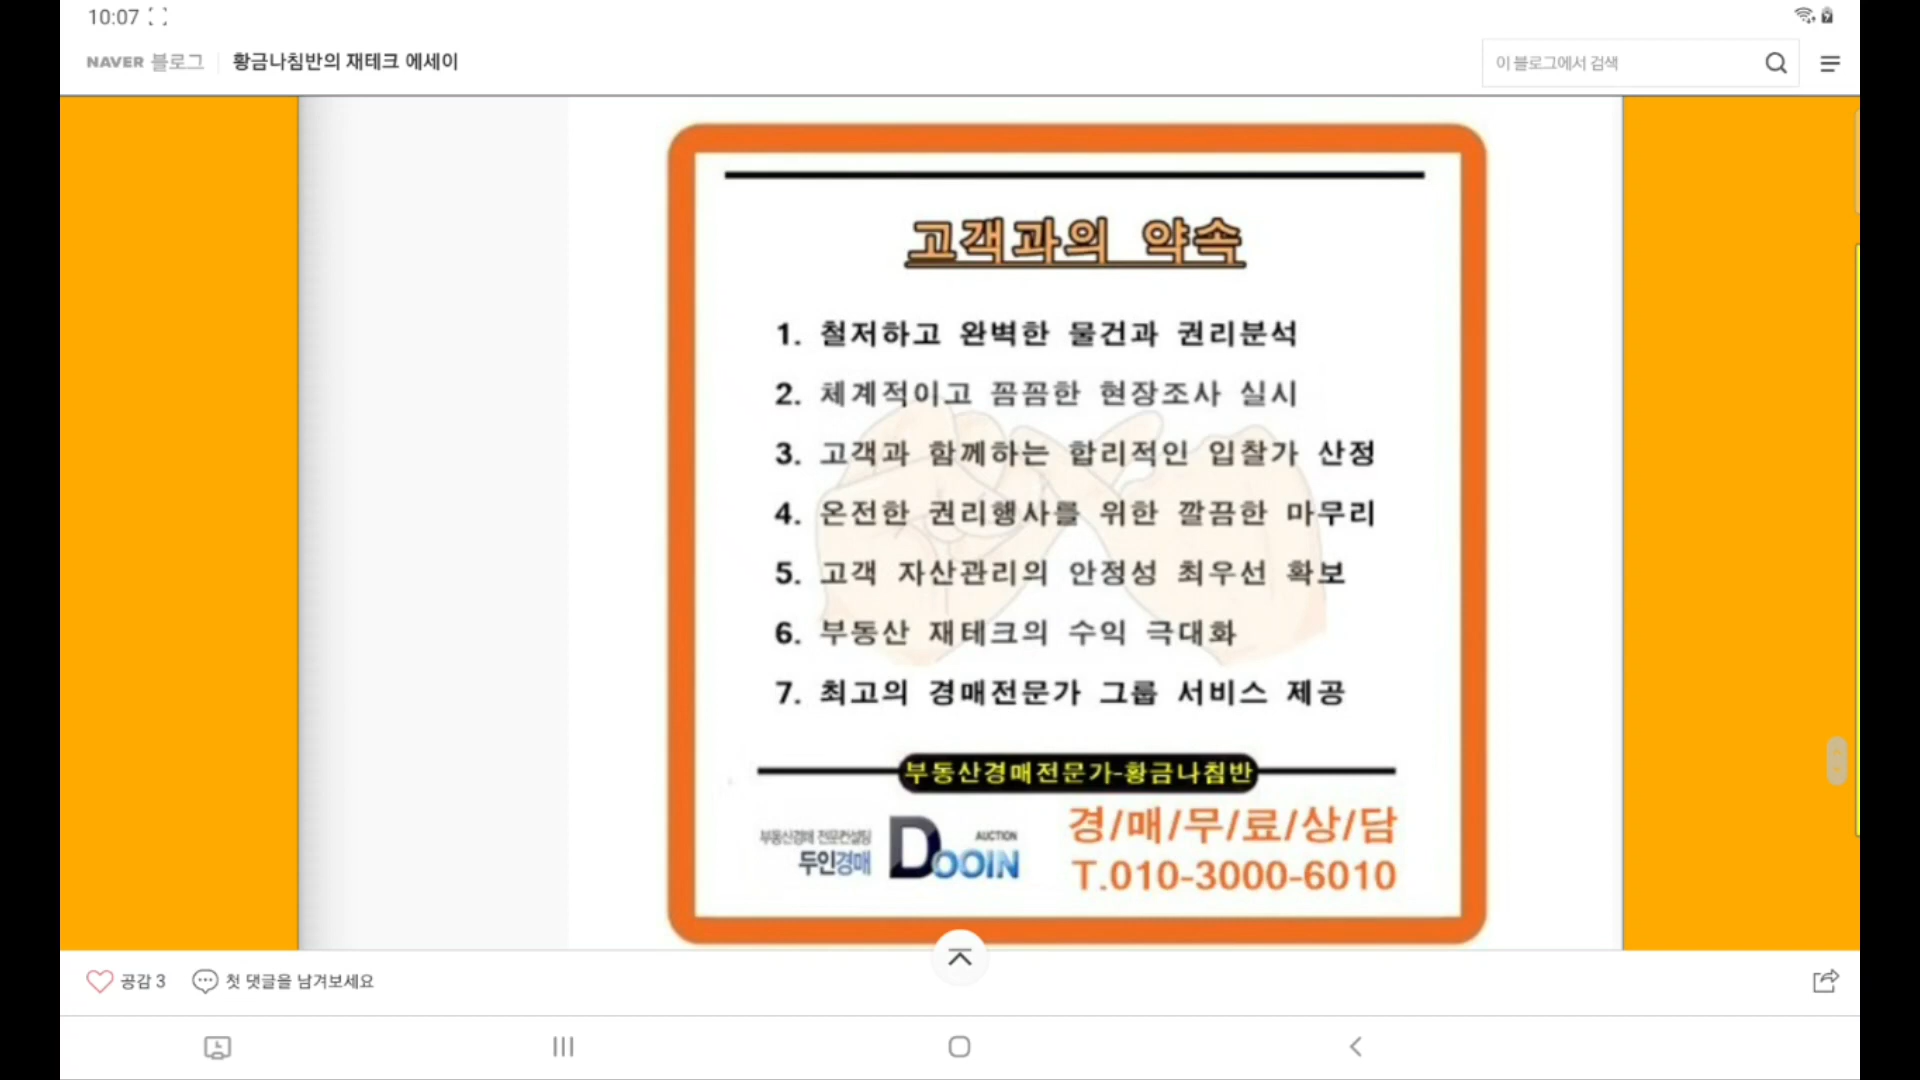 10:07
NAVER 블로그 황금나침반의 재테크 에세이
이 블로그에서 검색
고객과의 약속
1. 철저하고 완벽한 물건과 권리분석
2. 체계적이고 꼼꼼한 현장조사 실시
3. 고객과 함께하는 합리적인 입찰가 산정
4. 온전한 권리행사를 위한 깔끔한 마무리
5. 고객 자산관리의 안정성 최우선 확보
6. 부동산 재테크의 수익 극대화
7. 최고의 경매전문가 그룹 서비스 제공
부동산경매전문가-황금나침반
부동산경매 전문컨설팅
두인경매
AUCTION
DOOIN
경/매/무/료/상/담
T.010-3000-6010
공감 3 첫 댓글을 남겨보세요